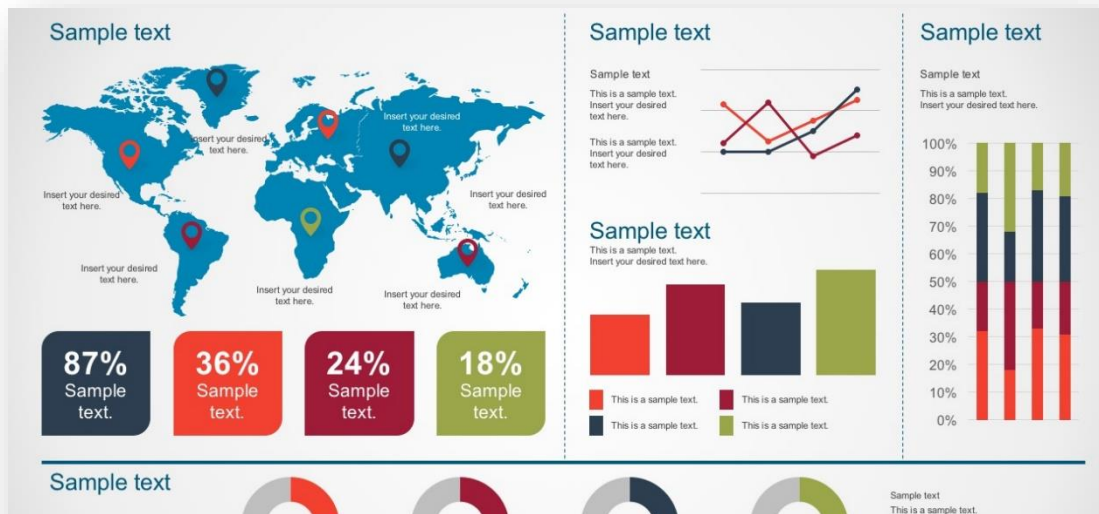 Sample text
Insert your desired
text here.
Insert your desired
text here.
Insert your desired
text here.
Insert your desired
text here.
Insert your desired
text here.
Insert your desired
text here.
Insert your desired
text here.
87%
Sample
text.
36%
Sample
text.
24%
Sample
text.
18%
Sample
text.
Sample text
Sample text
This is a sample text.
Insert your desired
text here.
This is a sample text.
Insert your desired
text here.
Sample text
This is a sample text.
Insert your desired text here.
This is a sample text.
This is a sample text.
This is a sample text.
This is a sample text.
Sample text
Sample text
This is a sample text.
Insert your desired text here.
100%
90%
80%
70%
60%
50%
40%
30%
20%
10%
0%
Sample text
Sample text
This is a sample text.